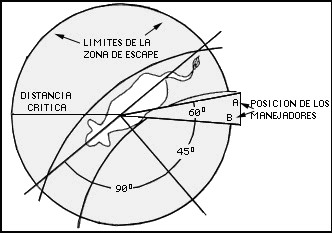 LIMITES DE LA
ZONA DE ESCAPE
DISTANCIA
CRITICA
A
B
POSICION DE LOS
MANEJADORES
60º
45º
90º